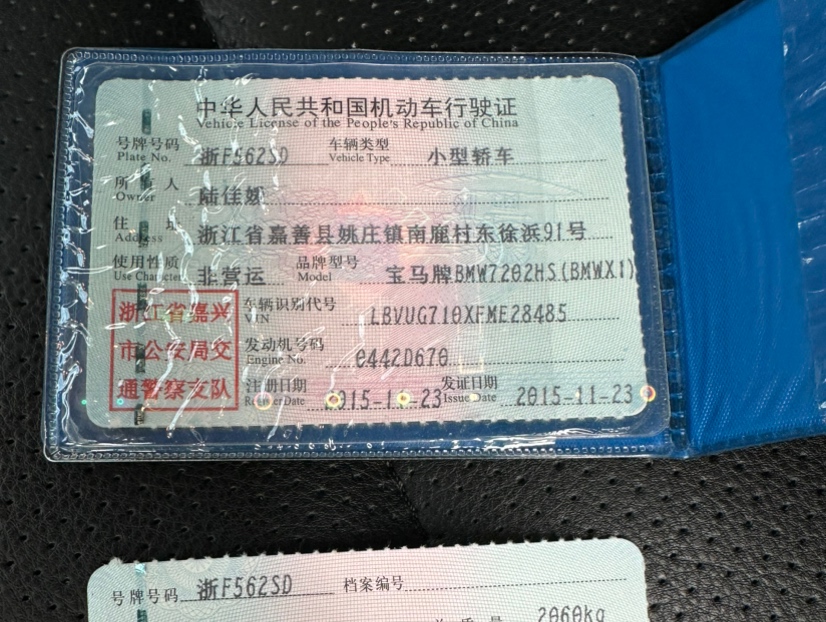 中华人民共和国机动车行驶证
Vehicle License of the People's Republic of China
号牌号码 浙F562SD 车辆类型 小型轿车
Plate No. Vehicle Type
所有人 陆佳媛
Owner
住址 浙江省嘉善县姚庄镇南鹿村东徐浜91号
Address
使用性质 非营运 品牌型号 宝马牌BMW7202HS(BMWX1)
Use Character Model
浙江省嘉兴
市公安局交
通警察支队
车辆识别代号 LBVUG710XFME28485
VIN
发动机号码 0442D670
Engine No.
注册日期 2015-11-23 发证日期 2015-11-23
Register Date Issue Date
号牌号码 浙F562SD 档案编号
质量 2060kg